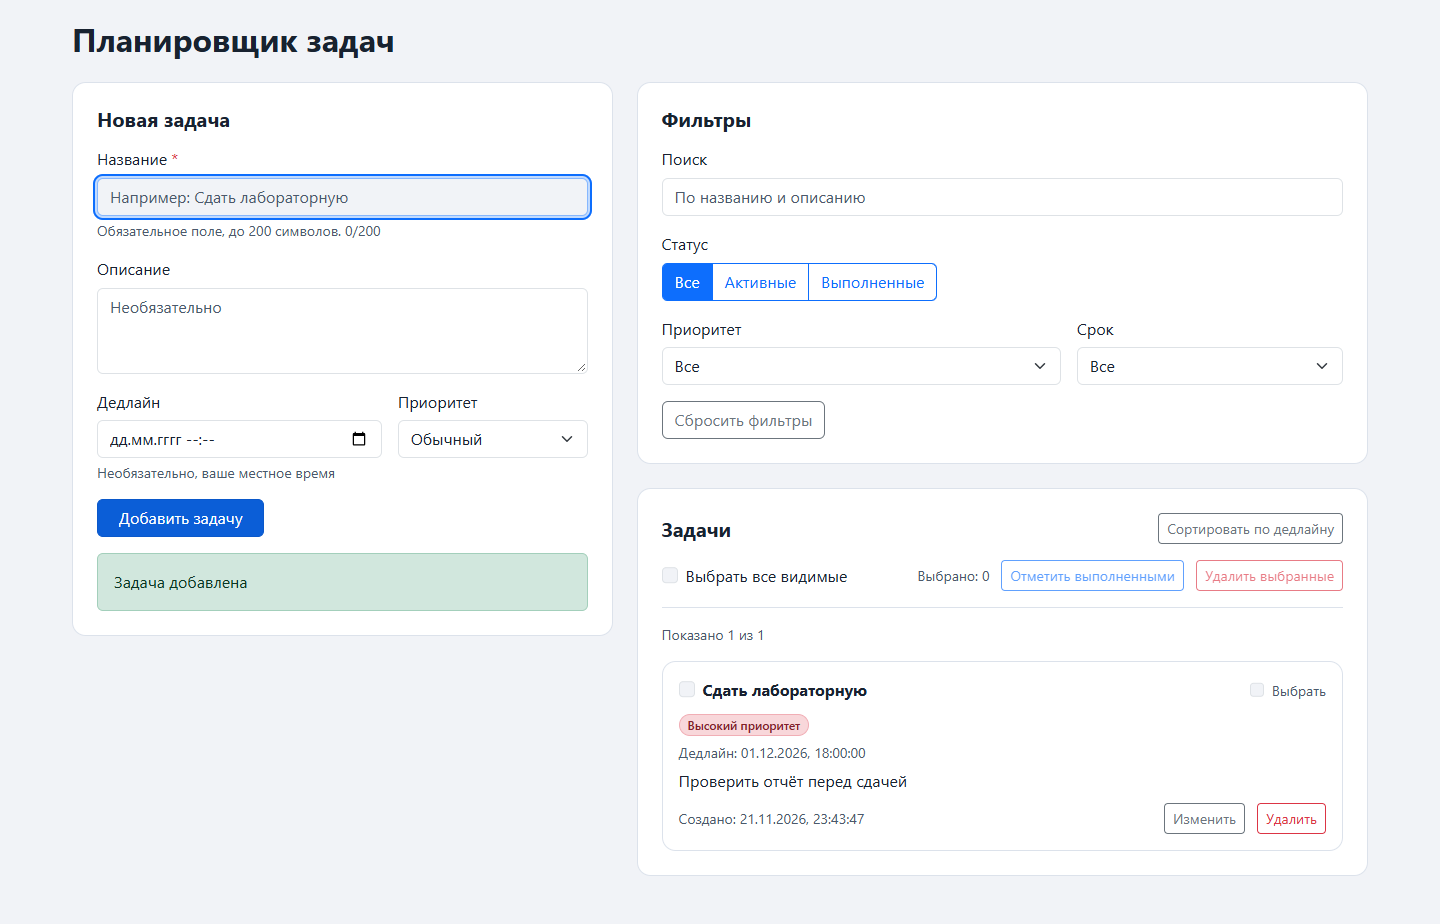 Планировщик задач
Новая задача
Название *
Например: Сдать лабораторную
Обязательное поле, до 200 символов. 0/200
Описание
Необязательно
Дедлайн
Приоритет
дд.мм.гггг --:--
Обычный
Необязательно, ваше местное время
Добавить задачу
Задача добавлена
Фильтры
Поиск
По названию и описанию
Статус
Все
Активные
Выполненные
Приоритет
Срок
Все
Все
Сбросить фильтры
Задачи
Сортировать по дедлайну
Выбрать все видимые
Выбрано: 0
Отметить выполненными
Удалить выбранные
Показано 1 из 1
Сдать лабораторную
Выбрать
Высокий приоритет
Дедлайн: 01.12.2026, 18:00:00
Проверить отчёт перед сдачей
Создано: 21.11.2026, 23:43:47
Изменить
Удалить